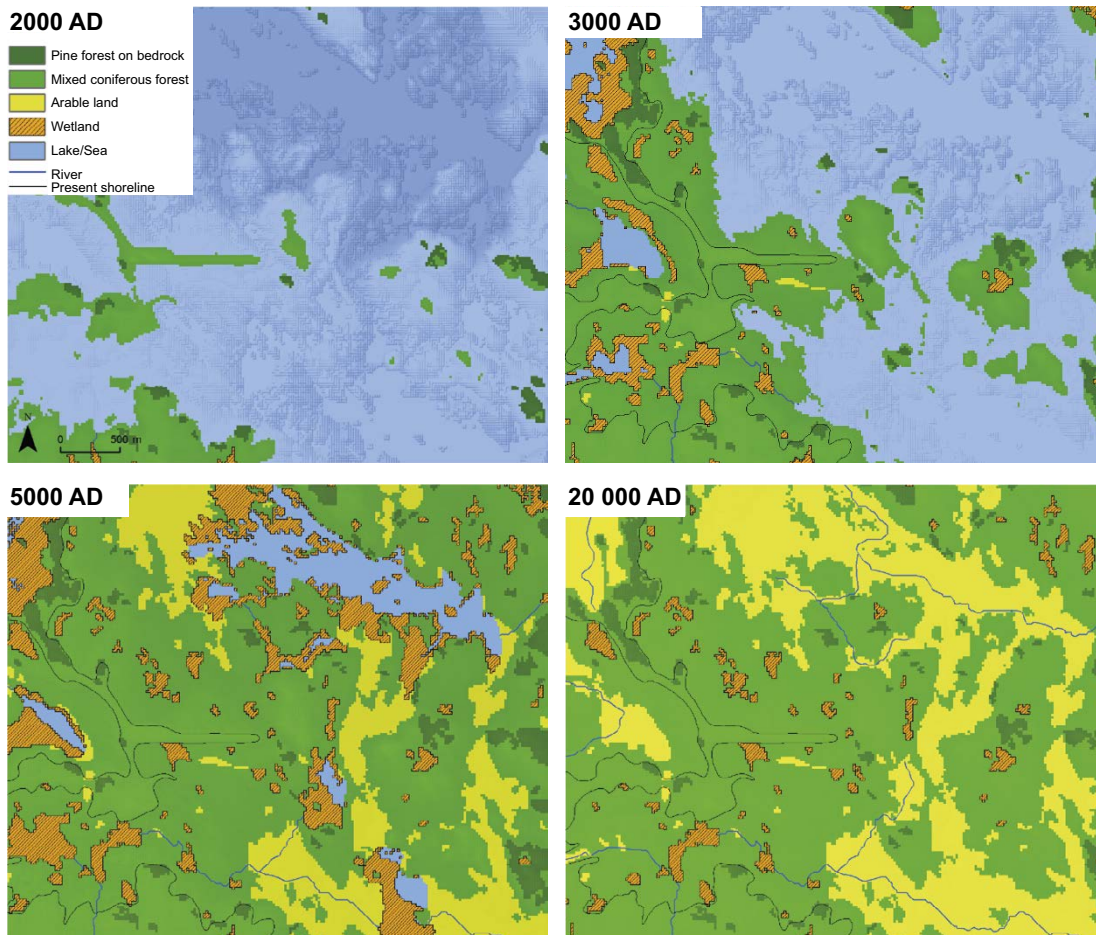 2000 AD
Pine forest on bedrock
Mixed coniferous forest
Arable land
Wetland
Lake/Sea
River
Present shoreline
N
0 500 m
3000 AD
5000 AD
20 000 AD